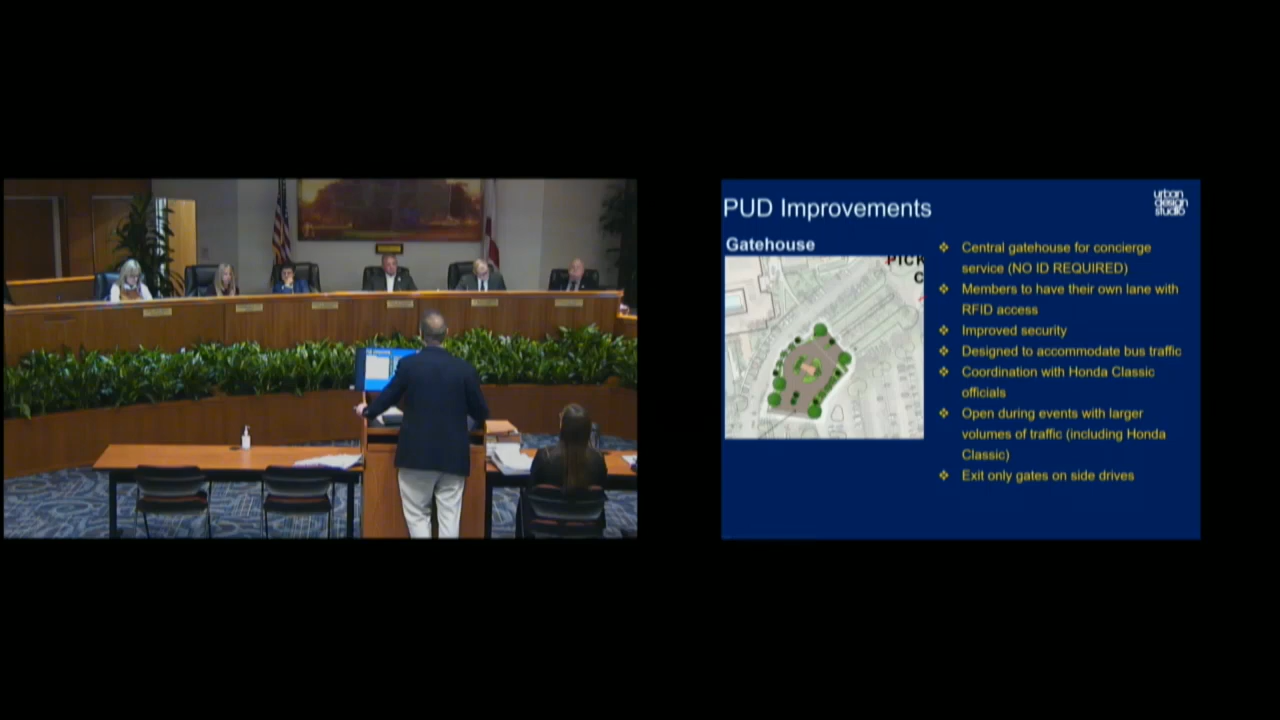 PUD Improvements
urban
design
studio
Gatehouse
PICK
C
❖ Central gatehouse for concierge
service (NO ID REQUIRED)
❖ Members to have their own lane with
RFID access
❖ Improved security
❖ Designed to accommodate bus traffic
❖ Coordination with Honda Classic
officials
❖ Open during events with larger
volumes of traffic (including Honda
Classic)
❖ Exit only gates on side drives